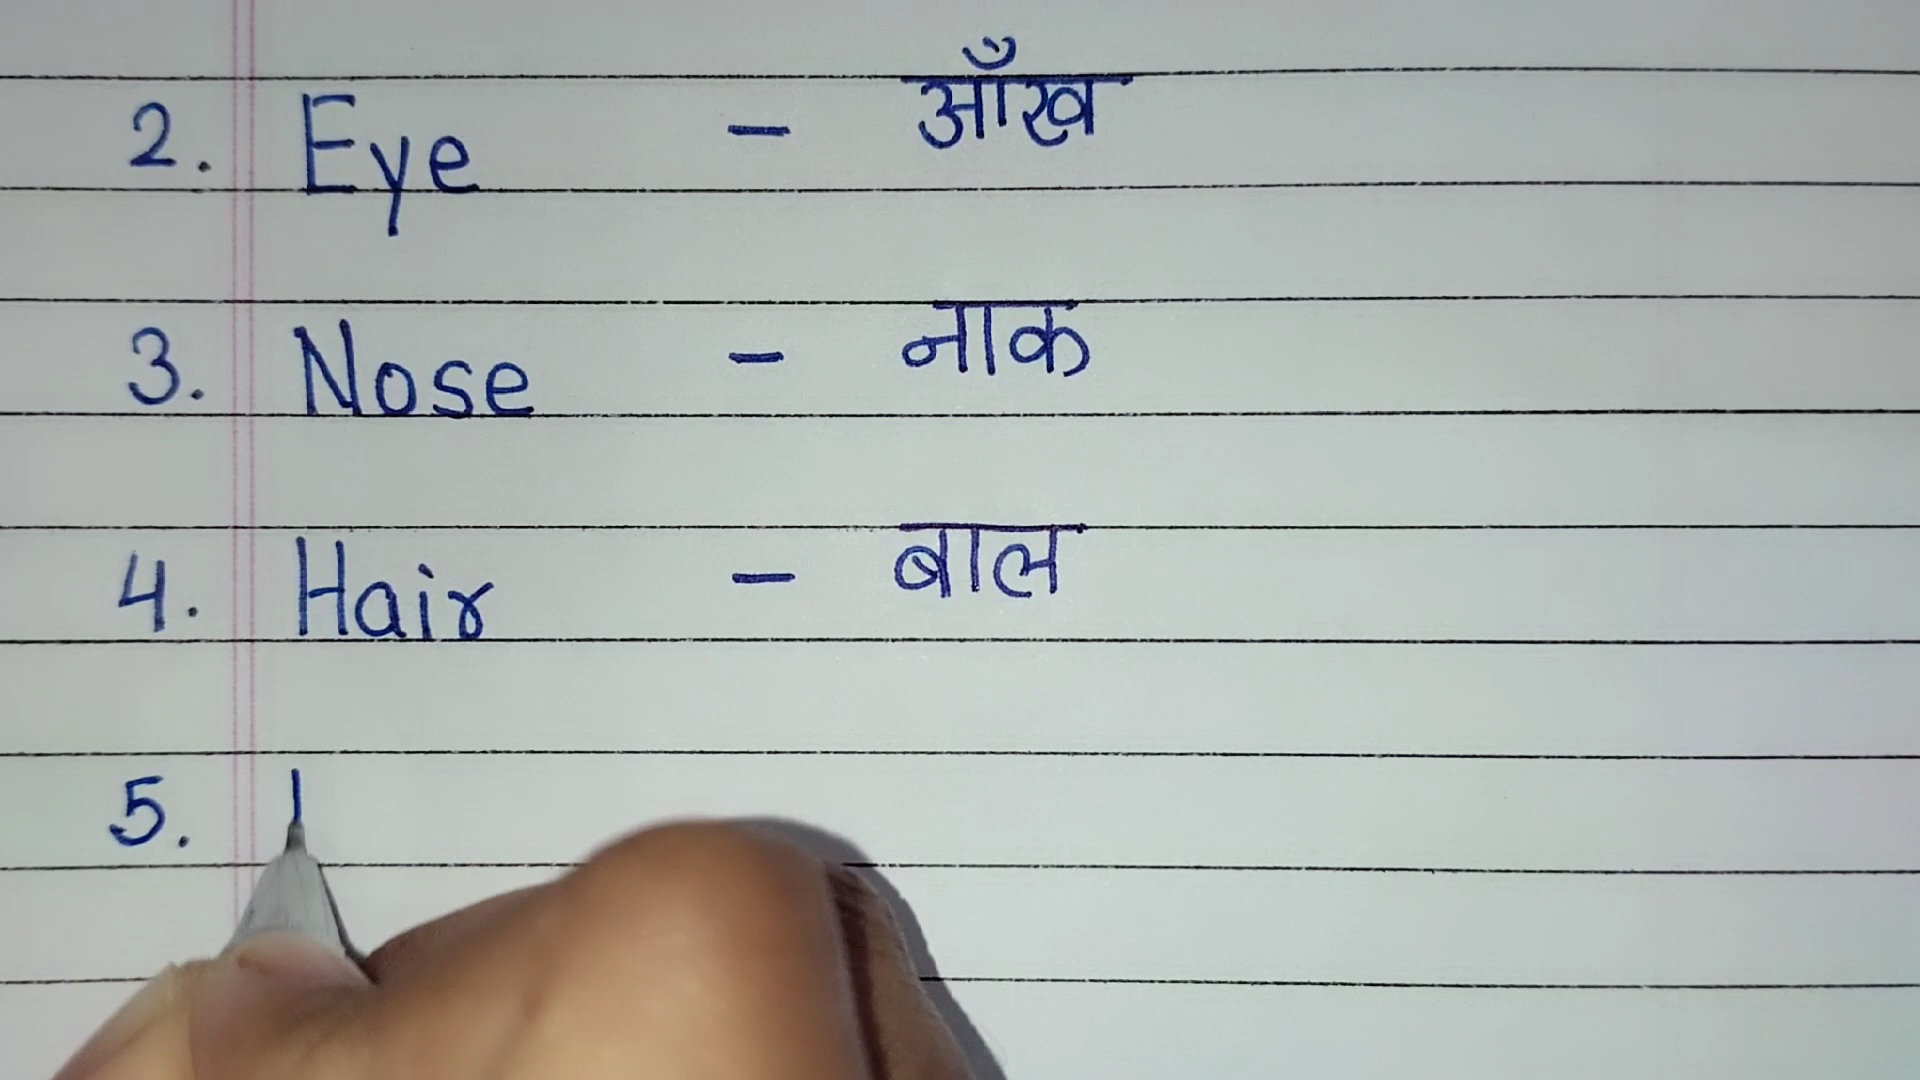 2. Eye - आँख
3. Nose - नाक
4. Hair - बाल
5.